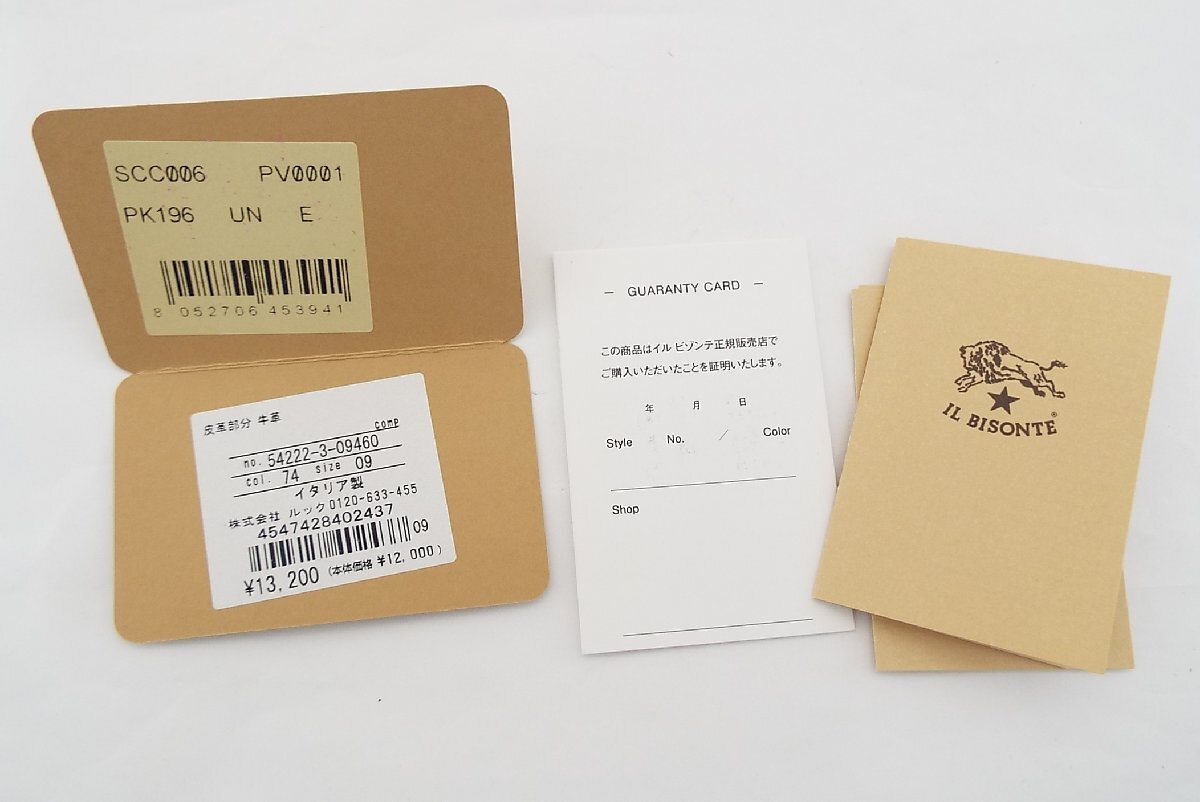 SCC006 PV0001
PK196 UN E
8 052706 453941
皮革部分 牛革
comp
no. 54222-3-09460
col. 74 size 09
イタリア製
株式会社 ルック 0120-633-455
4547428402437
09
¥13,200 (本体価格 ¥12,000)
— GUARANTY CARD —
この商品はイル ビゾンテ正規販売店で
ご購入いただいたことを証明いたします。
年 月 日
Style No. / Color
Shop
IL BISONTE®